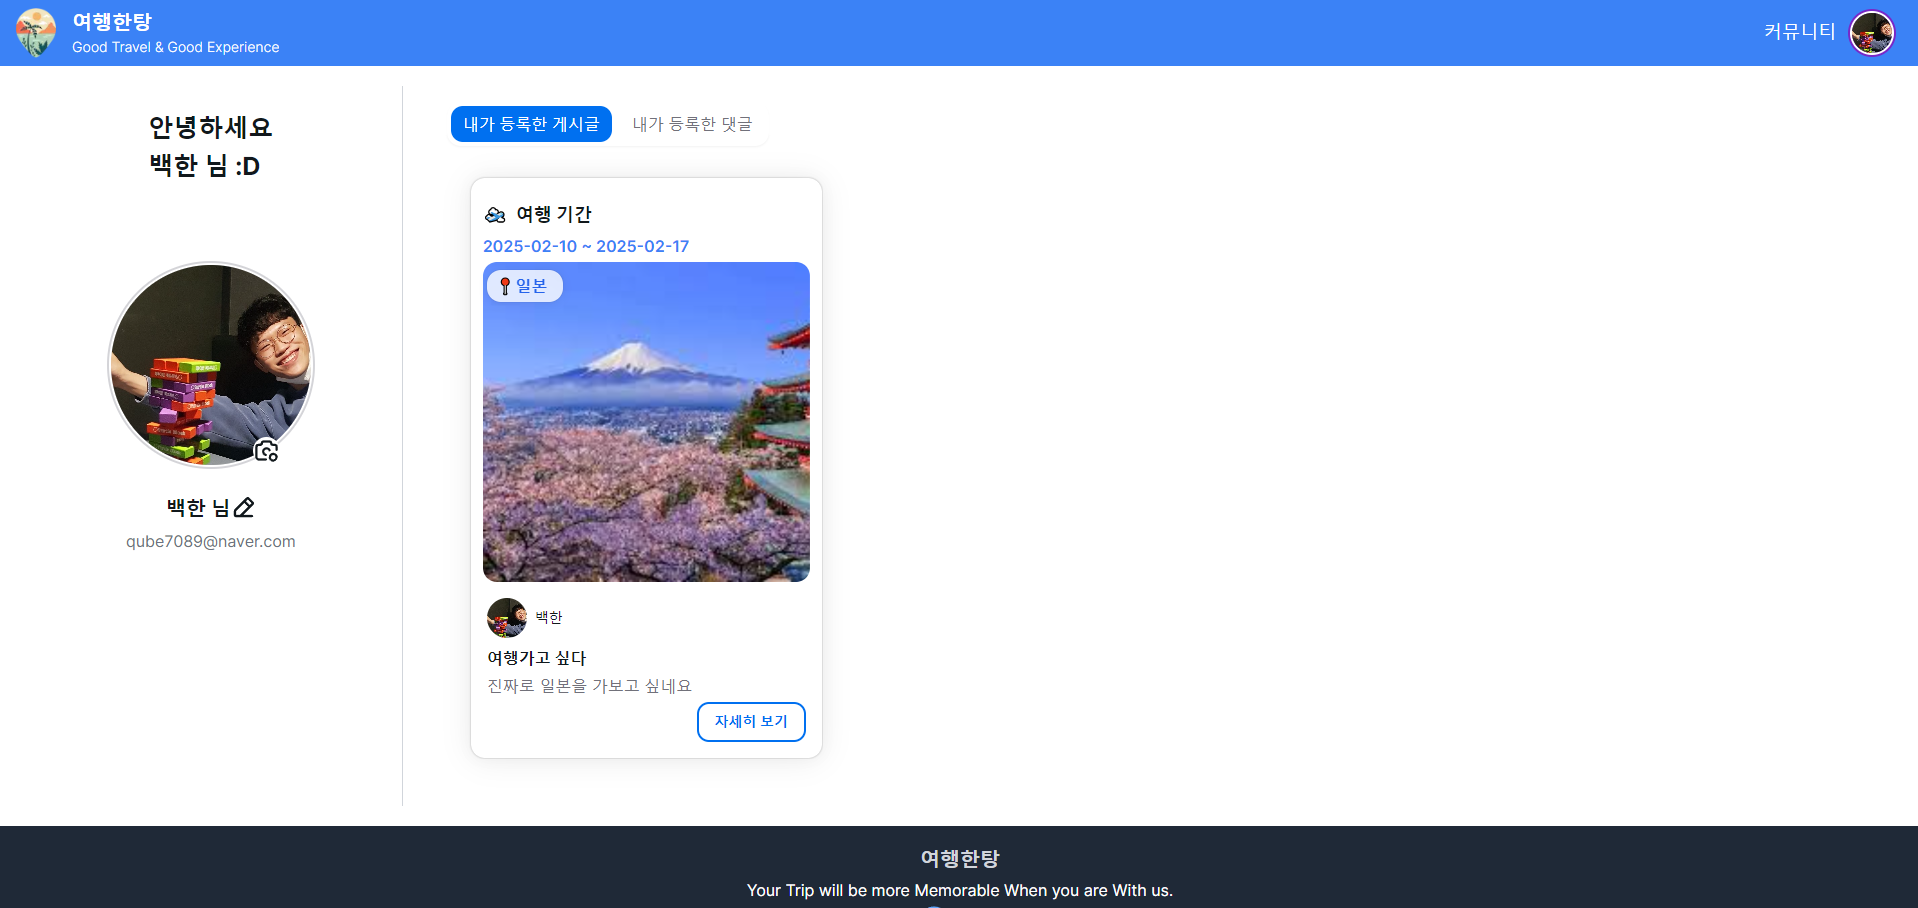 여행한탕
Good Travel & Good Experience
커뮤니티
안녕하세요
백한 님 :D
백한 님
qube7089@naver.com
내가 등록한 게시글
내가 등록한 댓글
여행 기간
2025-02-10 ~ 2025-02-17
일본
백한
여행가고 싶다
진짜로 일본을 가보고 싶네요
자세히 보기
여행한탕
Your Trip will be more Memorable When you are With us.